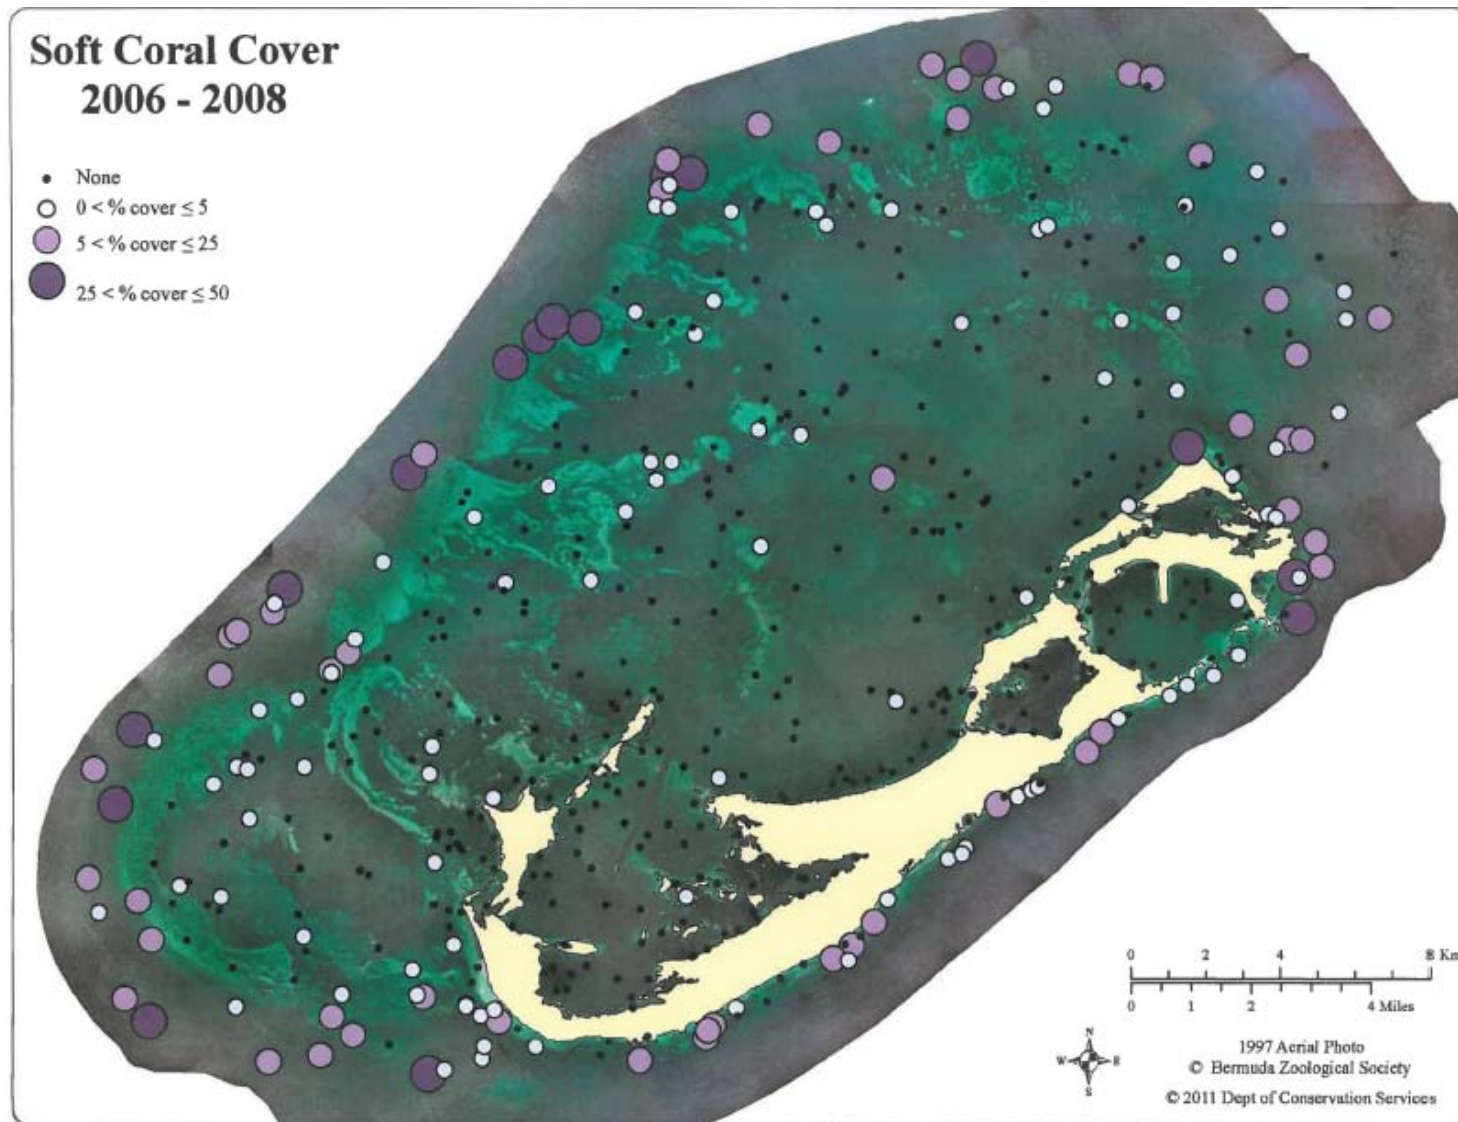 Soft Coral Cover
2006 - 2008
None
0 < % cover ≤ 5
5 < % cover ≤ 25
25 < % cover ≤ 50
0 2 4 8 Km
0 1 2 4 Miles
N
W E
S
1997 Aerial Photo
© Bermuda Zoological Society
© 2011 Dept of Conservation Services